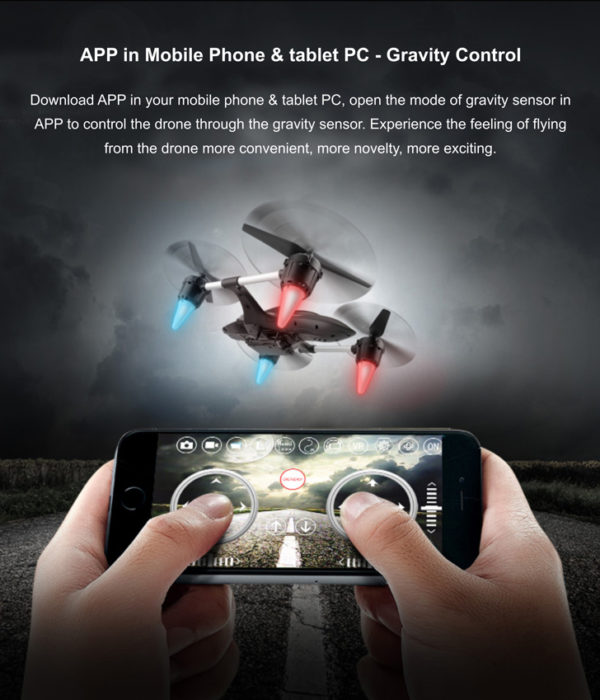 APP in Mobile Phone & tablet PC - Gravity Control
Download APP in your mobile phone & tablet PC, open the mode of gravity sensor in
APP to control the drone through the gravity sensor. Experience the feeling of flying
from the drone more convenient, more novelty, more exciting.
VR
ON